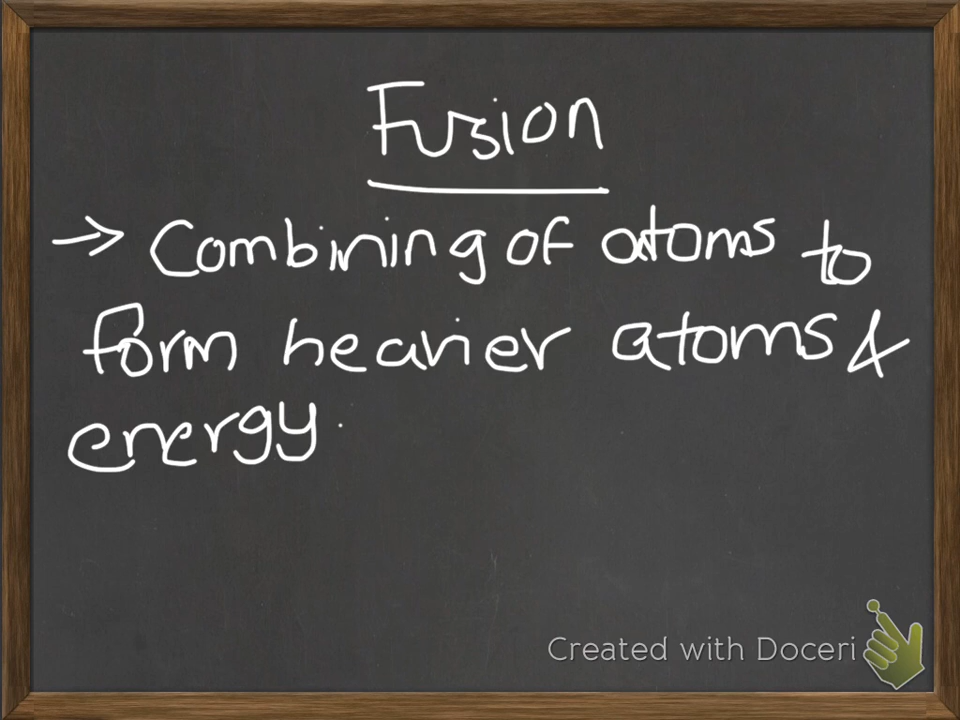 Fusion
→ Combining of atoms to
form heavier atoms &
energy.
Created with Doceri